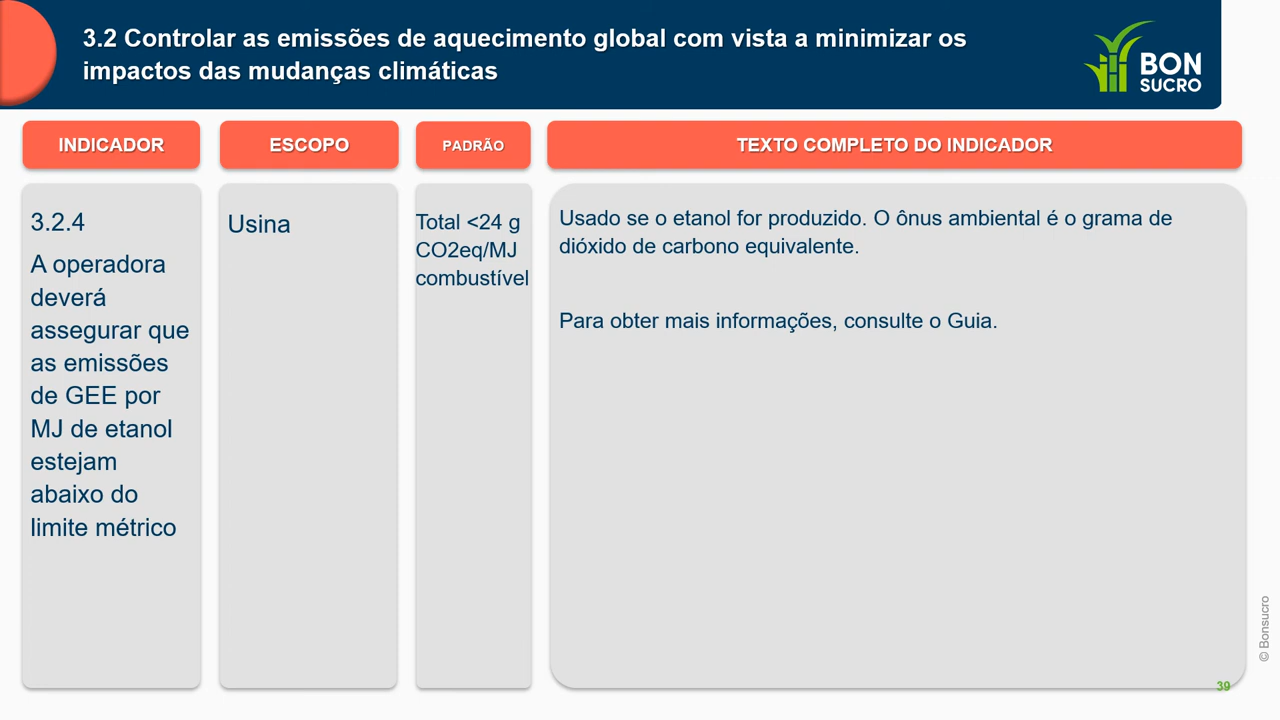 3.2 Controlar as emissões de aquecimento global com vista a minimizar os
impactos das mudanças climáticas
BON
SUCRO
INDICADOR
ESCOPO
PADRÃO
TEXTO COMPLETO DO INDICADOR
3.2.4
A operadora
deverá
assegurar que
as emissões
de GEE por
MJ de etanol
estejam
abaixo do
limite métrico
Usina
Total <24 g
CO2eq/MJ
combustível
Usado se o etanol for produzido. O ônus ambiental é o grama de
dióxido de carbono equivalente.
Para obter mais informações, consulte o Guia.
© Bonsucro
39